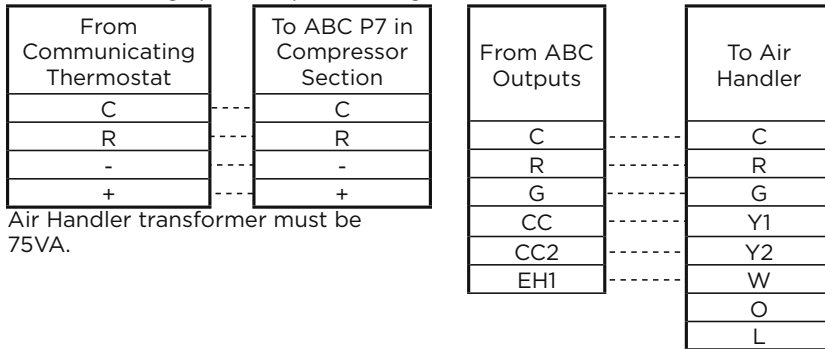 From
Communicating
Thermostat
C
R
-
+
To ABC P7 in
Compressor
Section
C
R
-
+
Air Handler transformer must be
75VA.
From ABC
Outputs
C
R
G
CC
CC2
EH1
To Air
Handler
C
R
G
Y1
Y2
W
O
L